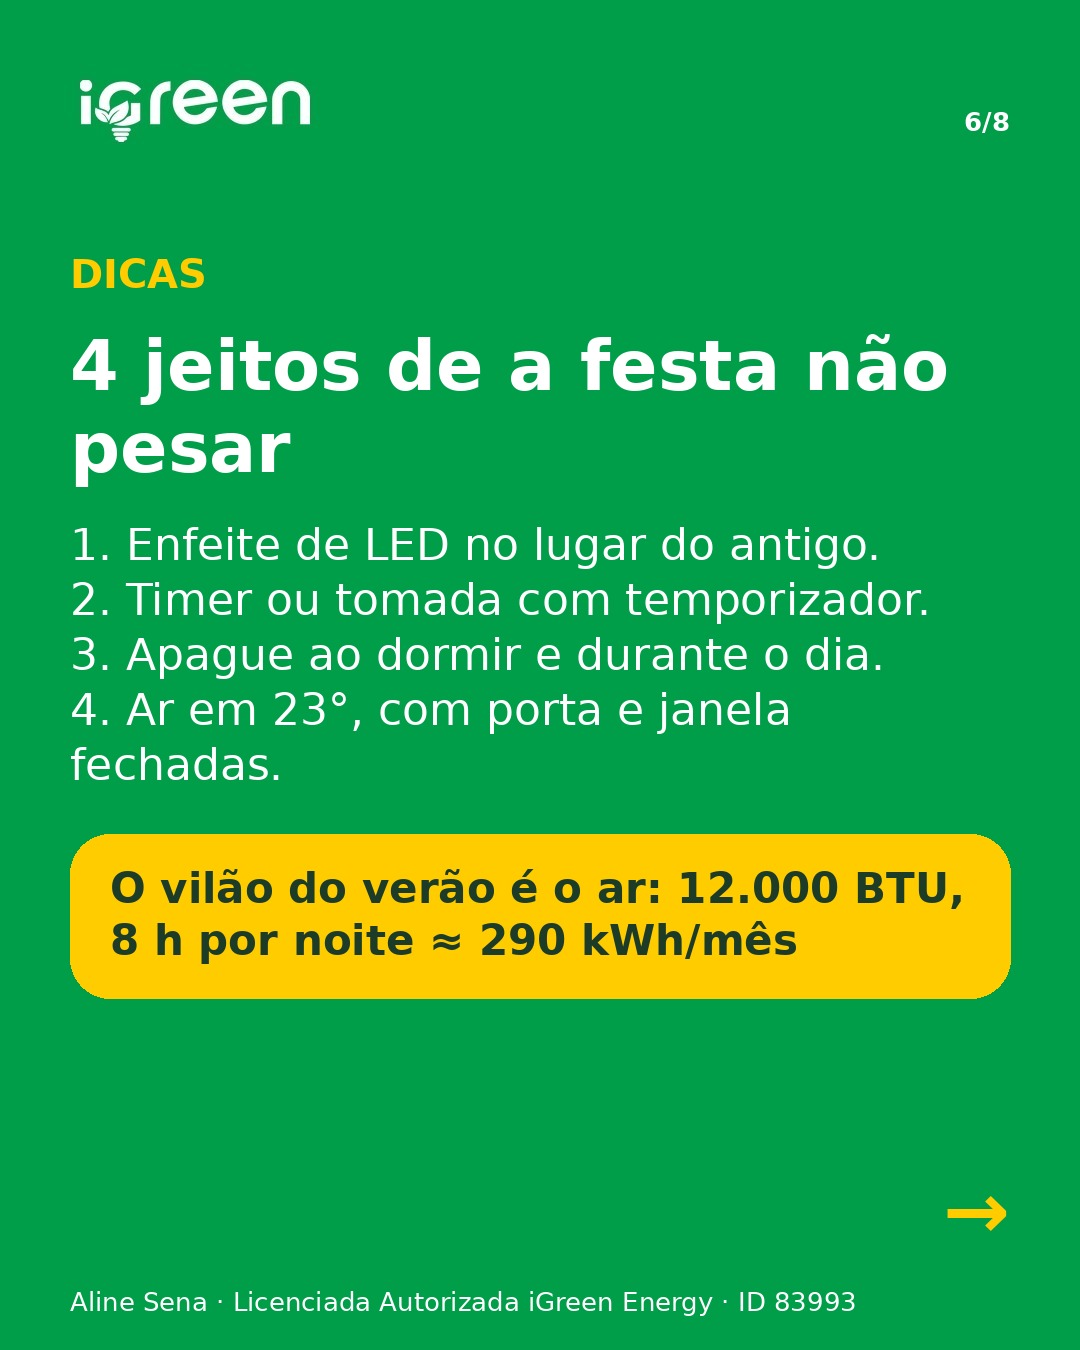 igreen
6/8
DICAS
4 jeitos de a festa não
pesar
1. Enfeite de LED no lugar do antigo.
2. Timer ou tomada com temporizador.
3. Apague ao dormir e durante o dia.
4. Ar em 23°, com porta e janela
fechadas.
O vilão do verão é o ar: 12.000 BTU,
8 h por noite ≈ 290 kWh/mês
→
Aline Sena · Licenciada Autorizada iGreen Energy · ID 83993